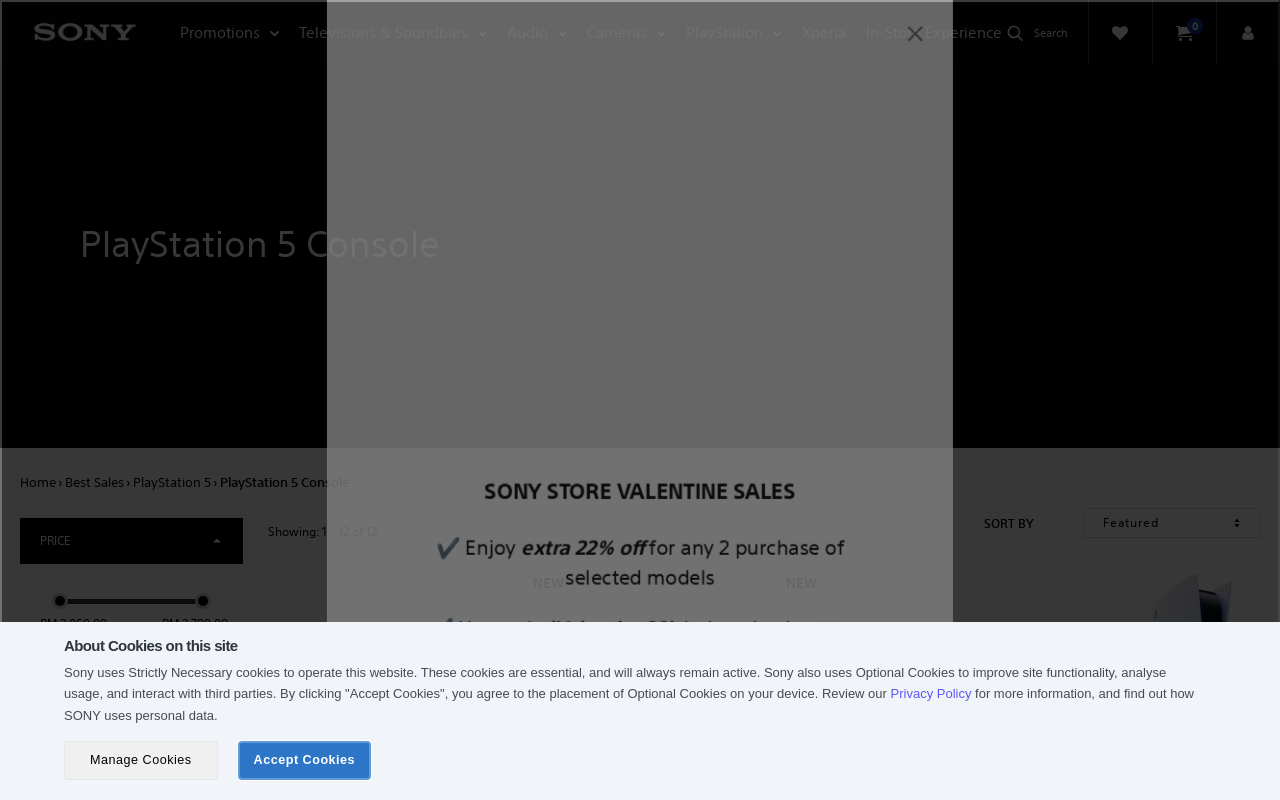 SONY
Promotions
Televisions & Soundbars
Audio
Cameras
PlayStation
Xperia
In-Store Experience
Search
0
PlayStation 5 Console
Home › Best Sales › PlayStation 5 › PlayStation 5 Console
PRICE
Showing: 1 - 12 of 12
SORT BY
Featured
SONY STORE VALENTINE SALES
✔️ Enjoy extra 22% off for any 2 purchase of
selected models
NEW
NEW
About Cookies on this site
Sony uses Strictly Necessary cookies to operate this website. These cookies are essential, and will always remain active. Sony also uses Optional Cookies to improve site functionality, analyse
usage, and interact with third parties. By clicking "Accept Cookies", you agree to the placement of Optional Cookies on your device. Review our Privacy Policy for more information, and find out how
SONY uses personal data.
Manage Cookies
Accept Cookies